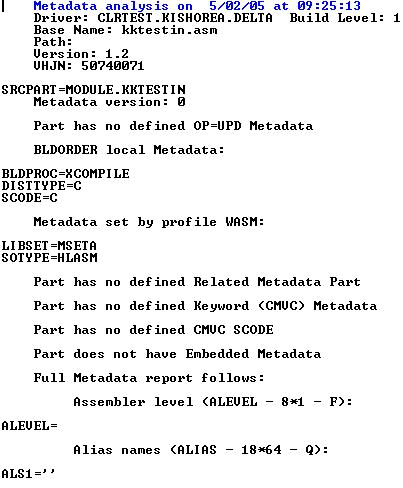 Metadata analysis on  5/02/05 at 09:25:13
Driver: CLRTEST.KISHOREA.DELTA  Build Level: 1
Base Name: kktestin.asm
Path:
Version: 1.2
VHJN: 50740071
SRCPART=MODULE.KKTESTIN
Metadata version: 0
Part has no defined OP=UPD Metadata
BLDORDER local Metadata:
BLDPROC=XCOMPILE
DISTTYPE=C
SCODE=C
Metadata set by profile WASM:
LIBSET=MSETA
SOTYPE=HLASM
Part has no defined Related Metadata Part
Part has no defined Keyword (CMVC) Metadata
Part has no defined CMVC SCODE
Part does not have Embedded Metadata
Full Metadata report follows:
Assembler level (ALEVEL - 8*1 - F):
ALEVEL=
Alias names (ALIAS - 18*64 - Q):
ALS1=''